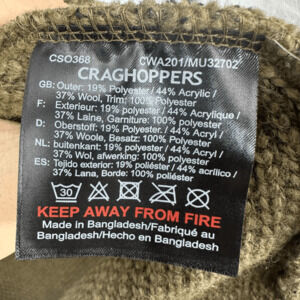 CSO368 CWA201/MU32702
CRAGHOPPERS
GB: Outer: 19% Polyester / 44% Acrylic /
37% Wool, Trim: 100% Polyester
F: Exterieur: 19% Polyester / 44% Acrylique /
37% Laine, Garniture: 100% Polyester
D: Oberstoff: 19% Polyester / 44% Acryl /
37% Wolle, Besatz: 100% Polyester
NL: buitenkant: 19% Polyester / 44% Acryl /
37% Wol, afwerking: 100% polyester
ES: Tejido exterior: 19% poliéster / 44% acrílico /
37% Lana, Borde: 100% poliéster
30
KEEP AWAY FROM FIRE
Made in Bangladesh/Fabriqué au
Bangladesh/Hecho en Bangladesh